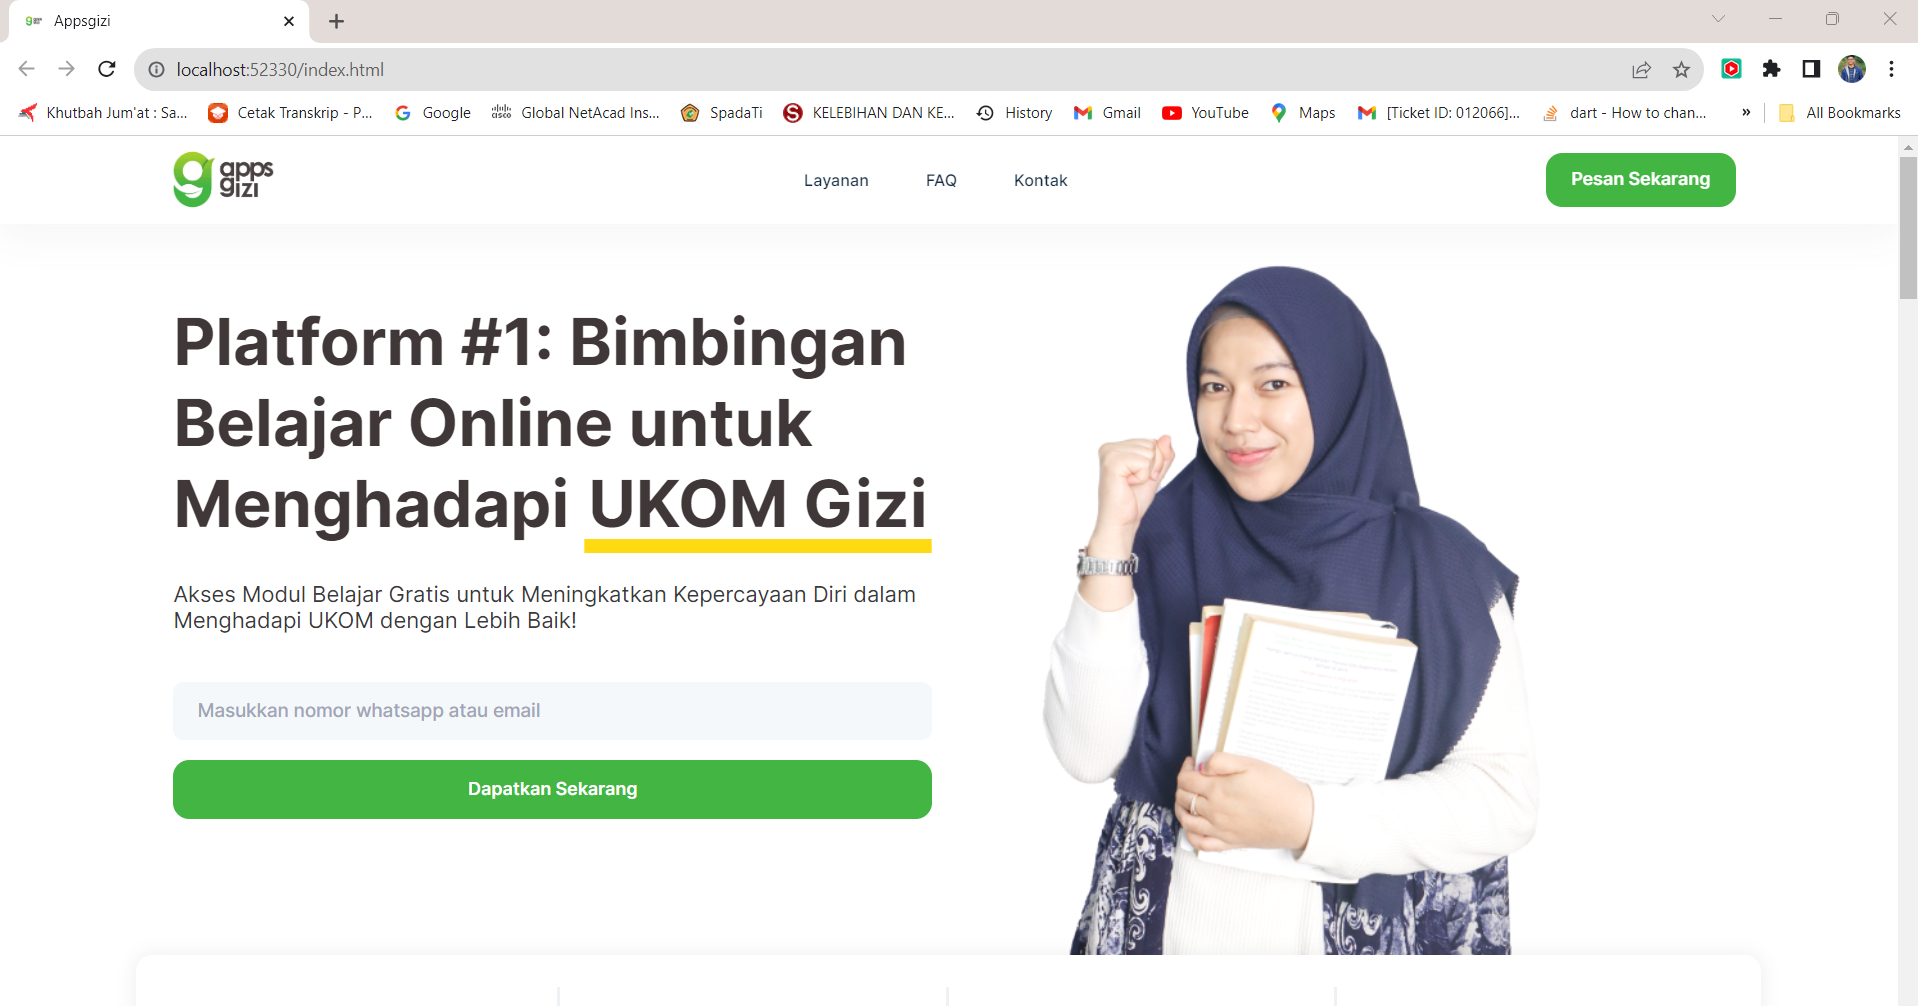 Appsgizi
localhost:52330/index.html
Khutbah Jum'at : Sa...
Cetak Transkrip - P...
Google
Global NetAcad Ins...
SpadaTi
KELEBIHAN DAN KE...
History
Gmail
YouTube
Maps
[Ticket ID: 012066]...
dart - How to chan...
»
All Bookmarks
apps
gizi
Layanan
FAQ
Kontak
Pesan Sekarang
Platform #1: Bimbingan
Belajar Online untuk
Menghadapi UKOM Gizi
Akses Modul Belajar Gratis untuk Meningkatkan Kepercayaan Diri dalam
Menghadapi UKOM dengan Lebih Baik!
Masukkan nomor whatsapp atau email
Dapatkan Sekarang